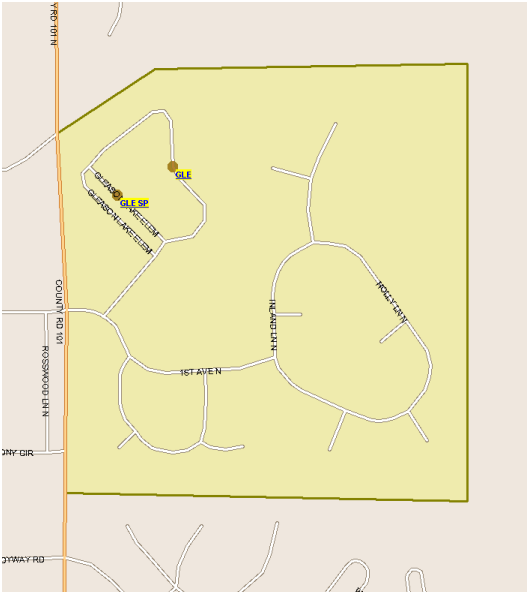 Y RD 101 N
GLE
GLEASON LAKE ELEM
GLE SP
GLEASON LAKE ELEM
COUNTY RD 101
HOLLY LN N
INLAND LN N
ROSEWOOD LN N
1ST AVE N
ONY CIR
OYWAY RD